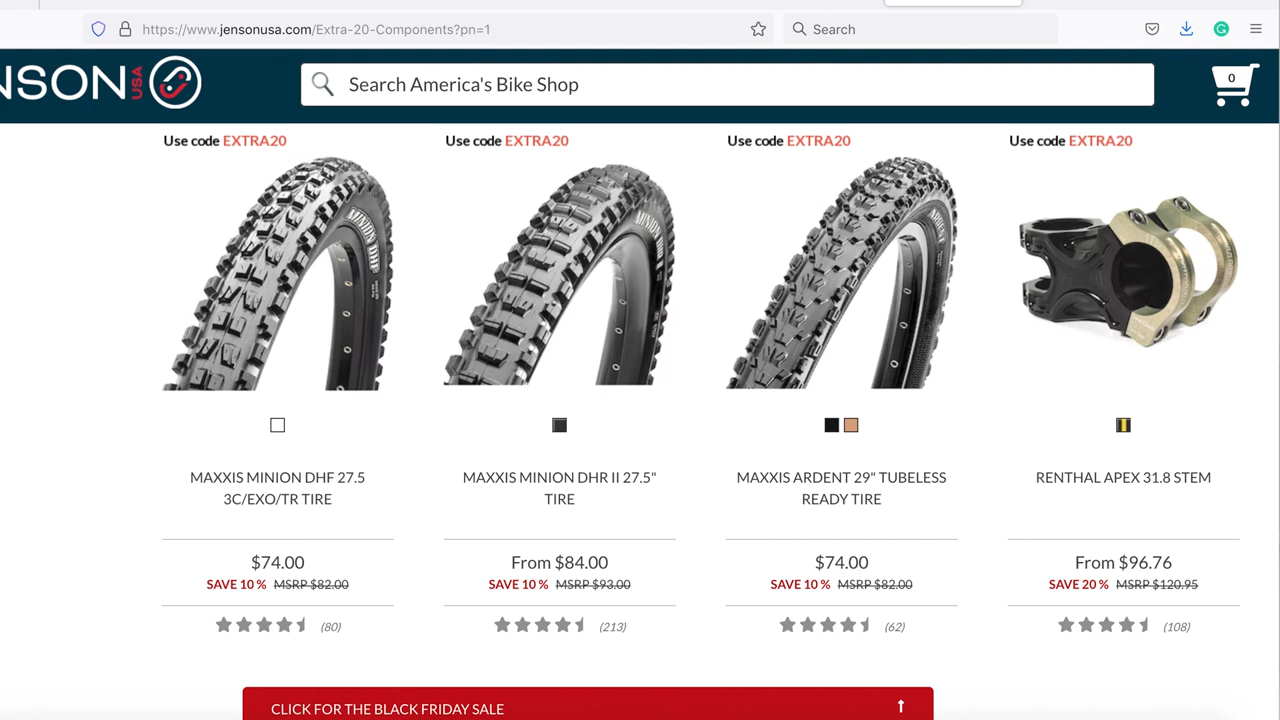 https://www.jensonusa.com/Extra-20-Components?pn=1
Search
NSON USA
Search America's Bike Shop
0
Use code EXTRA20
Use code EXTRA20
Use code EXTRA20
Use code EXTRA20
MINION DHF
MINION DHR
ARDENT
MAXXIS MINION DHF 27.5
3C/EXO/TR TIRE
MAXXIS MINION DHR II 27.5"
TIRE
MAXXIS ARDENT 29" TUBELESS
READY TIRE
RENTHAL APEX 31.8 STEM
$74.00
SAVE 10 % MSRP $82.00
From $84.00
SAVE 10 % MSRP $93.00
$74.00
SAVE 10 % MSRP $82.00
From $96.76
SAVE 20 % MSRP $120.95
(80)
(213)
(62)
(108)
CLICK FOR THE BLACK FRIDAY SALE